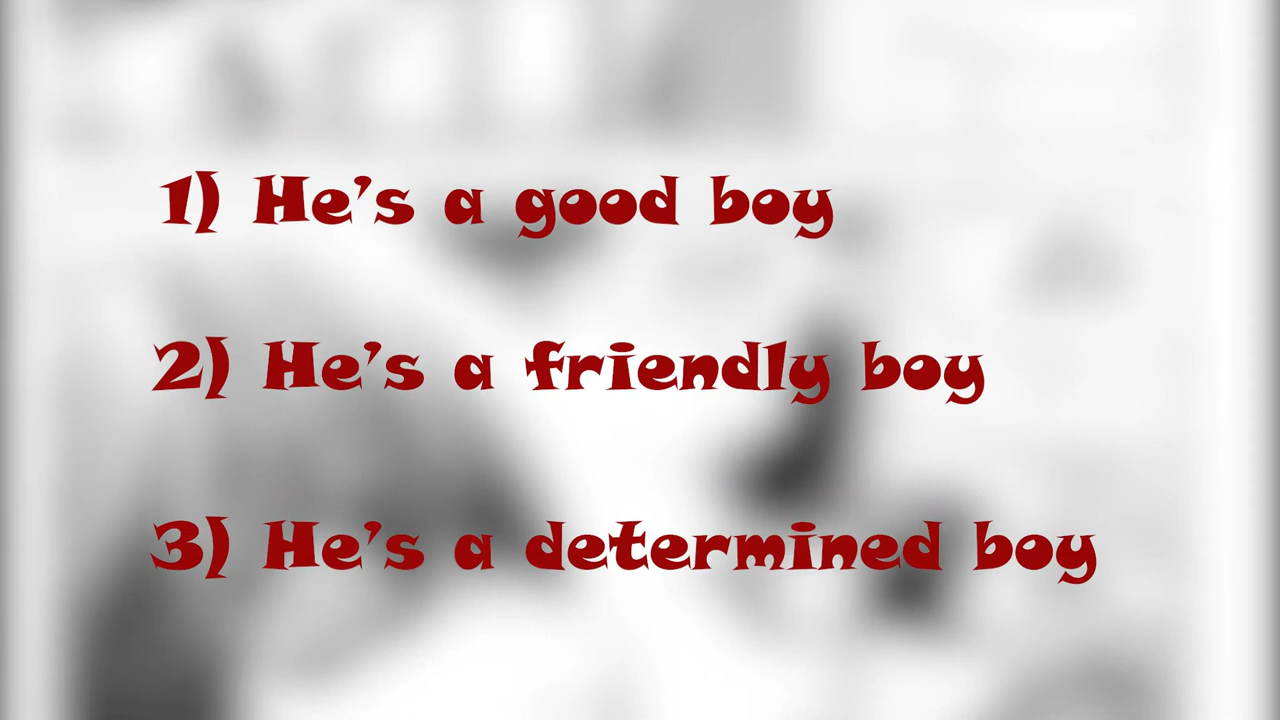 1) He's a good boy
2) He's a friendly boy
3) He's a determined boy